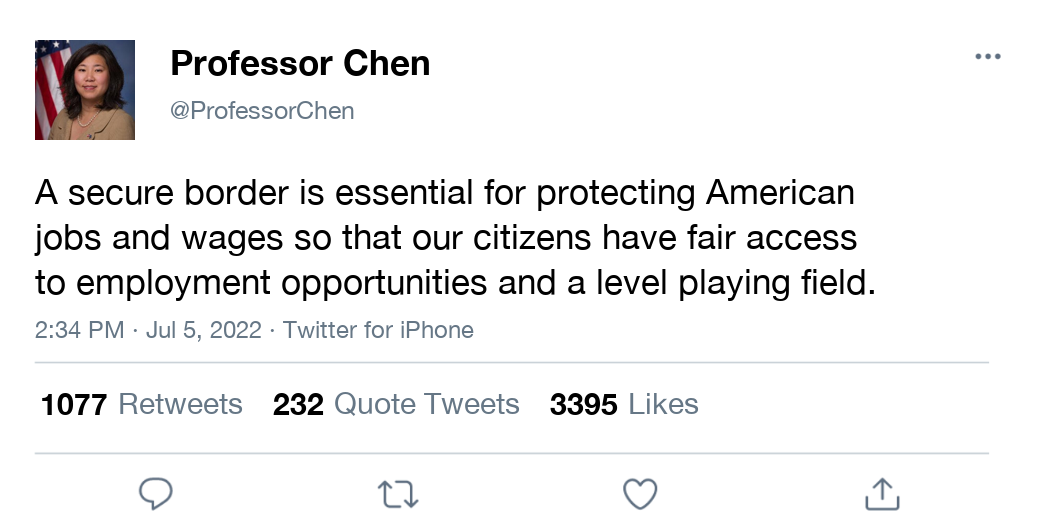 Professor Chen
@ProfessorChen
A secure border is essential for protecting American
jobs and wages so that our citizens have fair access
to employment opportunities and a level playing field.
2:34 PM · Jul 5, 2022 · Twitter for iPhone
1077 Retweets 232 Quote Tweets 3395 Likes